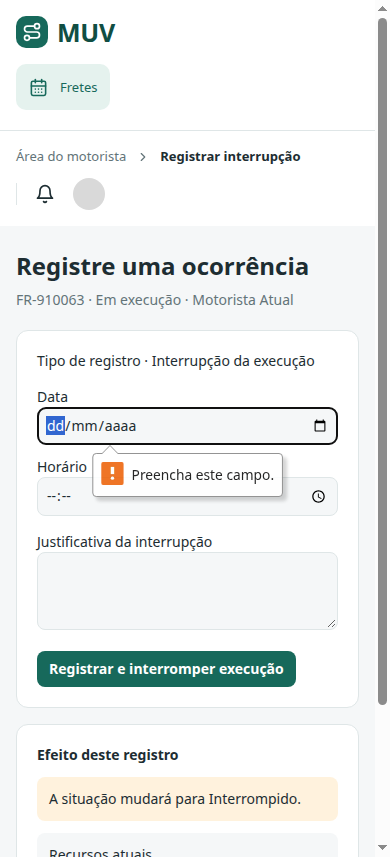 MUV
Fretes
Área do motorista > Registrar interrupção
Registre uma ocorrência
FR-910063 · Em execução · Motorista Atual
Tipo de registro · Interrupção da execução
Data
dd/mm/aaaa
Preencha este campo.
Horário
--:--
Justificativa da interrupção
Registrar e interromper execução
Efeito deste registro
A situação mudará para Interrompido.
Recursos atuais